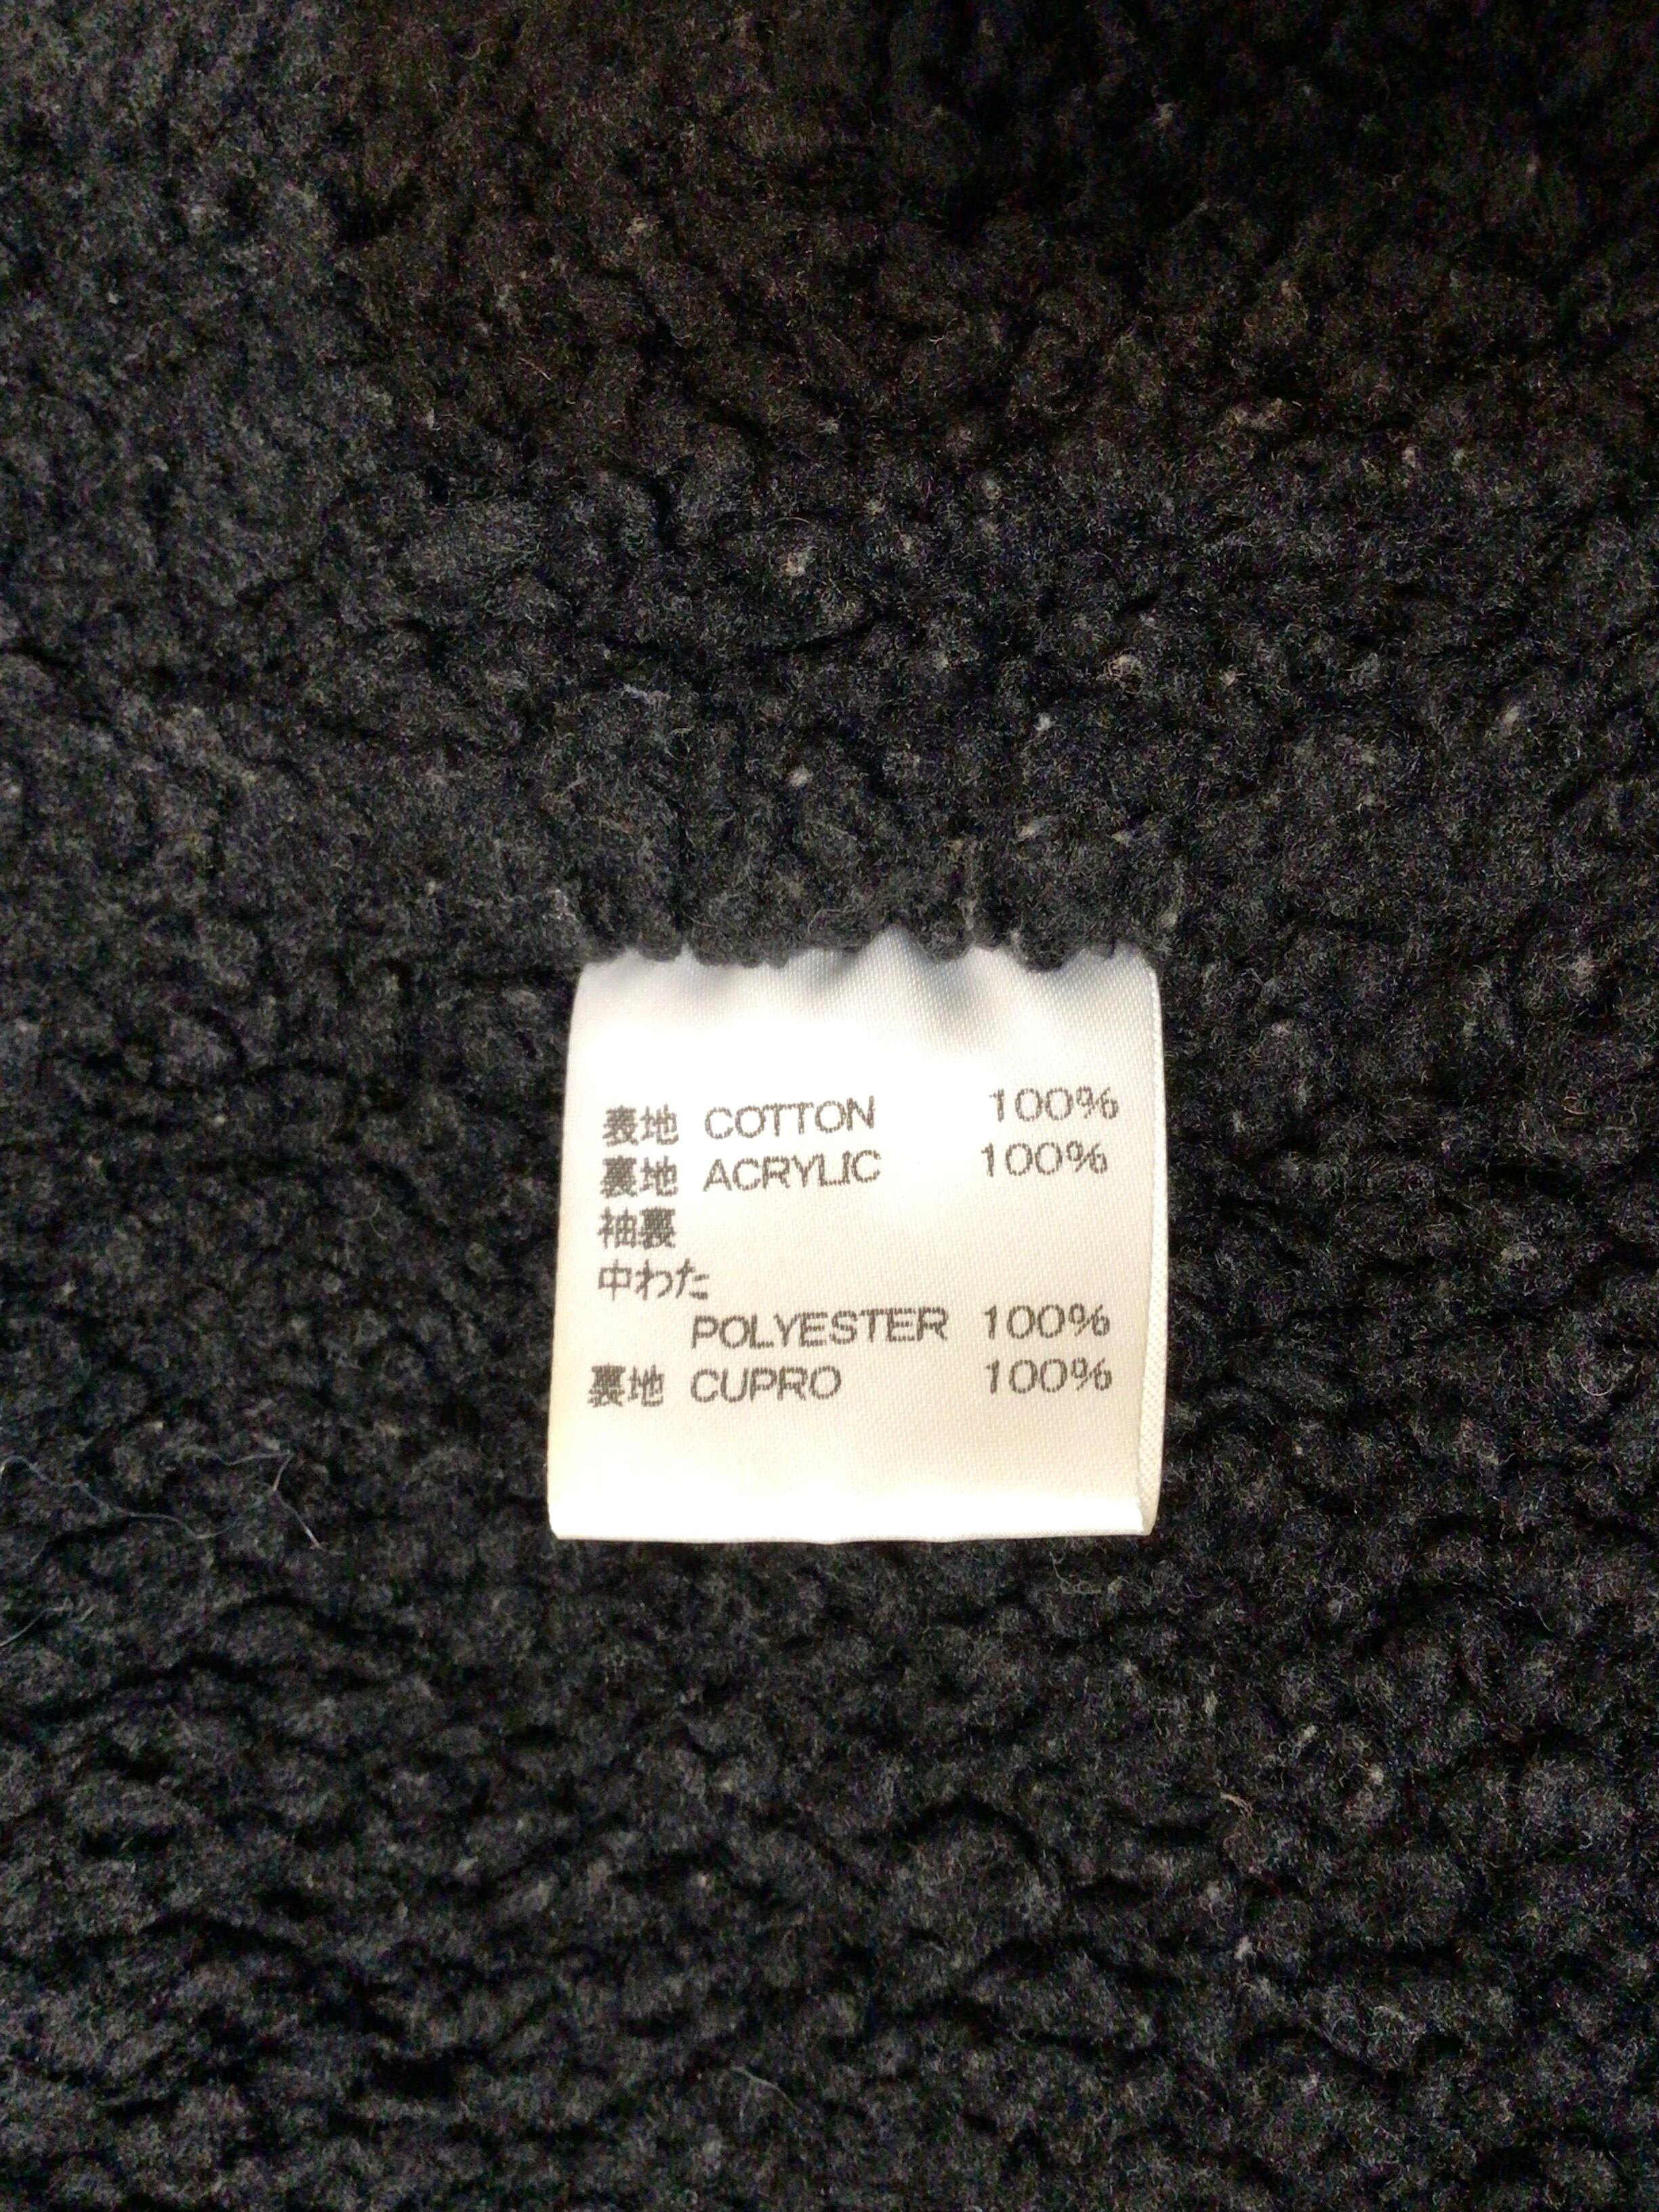 表地 COTTON 100%
裏地 ACRYLIC 100%
袖裏
中わた
POLYESTER 100%
裏地 CUPRO 100%